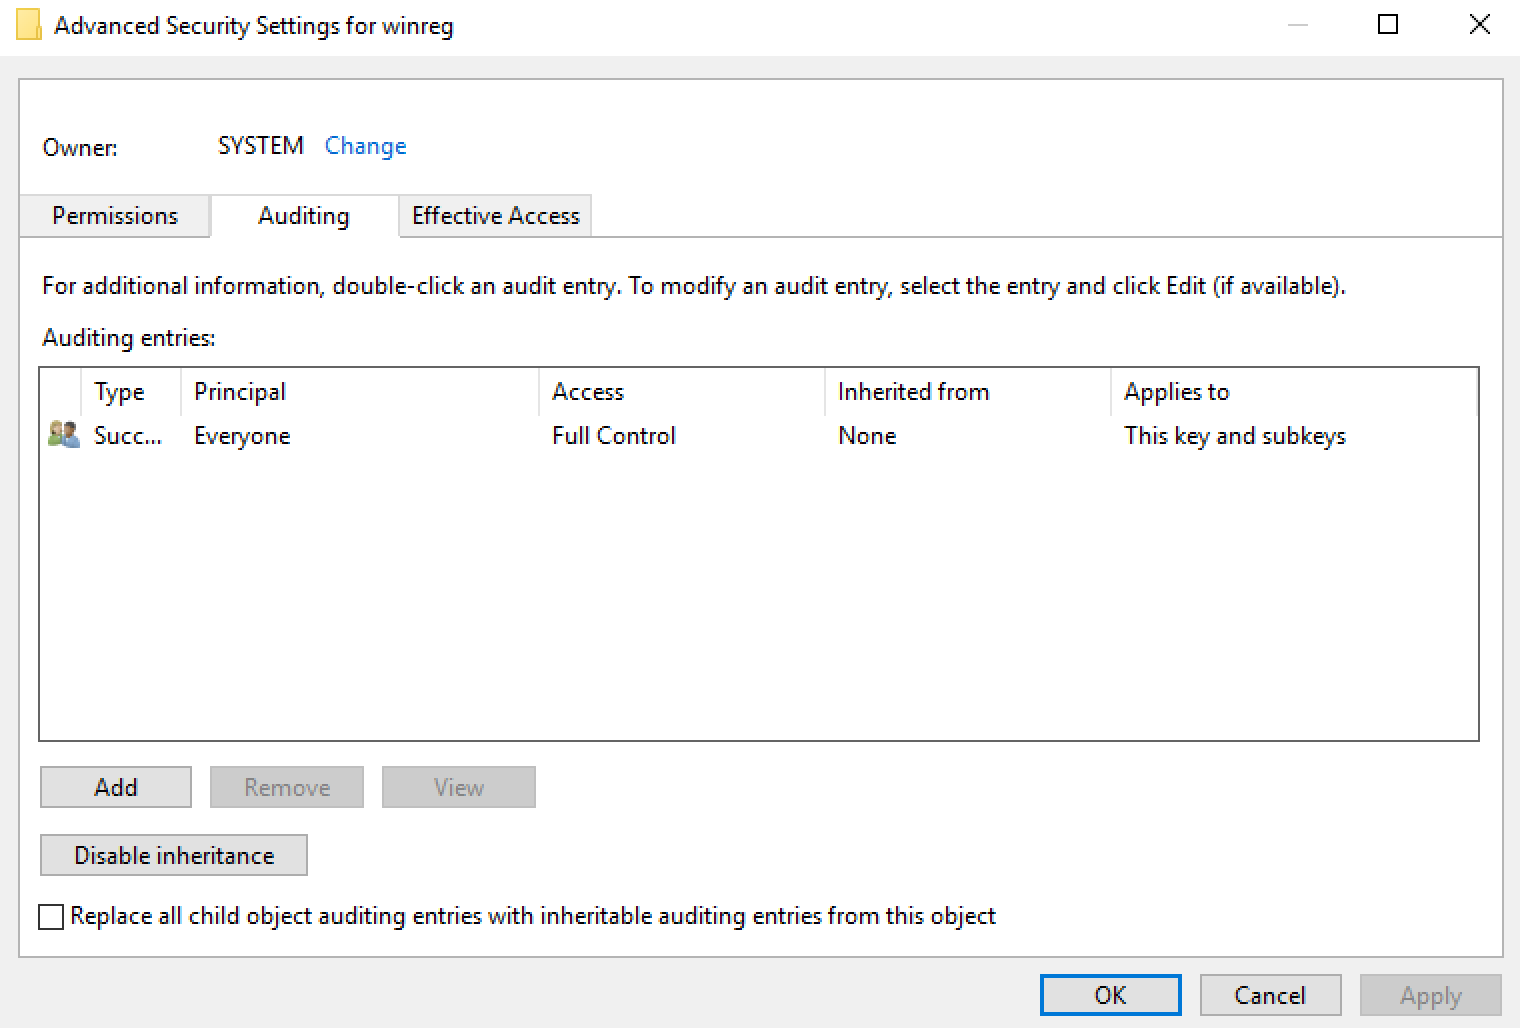 Advanced Security Settings for winreg
Owner: SYSTEM Change
Permissions Auditing Effective Access
For additional information, double-click an audit entry. To modify an audit entry, select the entry and click Edit (if available).
Auditing entries:
Type Principal Access Inherited from Applies to
Succ... Everyone Full Control None This key and subkeys
Add Remove View
Disable inheritance
Replace all child object auditing entries with inheritable auditing entries from this object
OK Cancel Apply